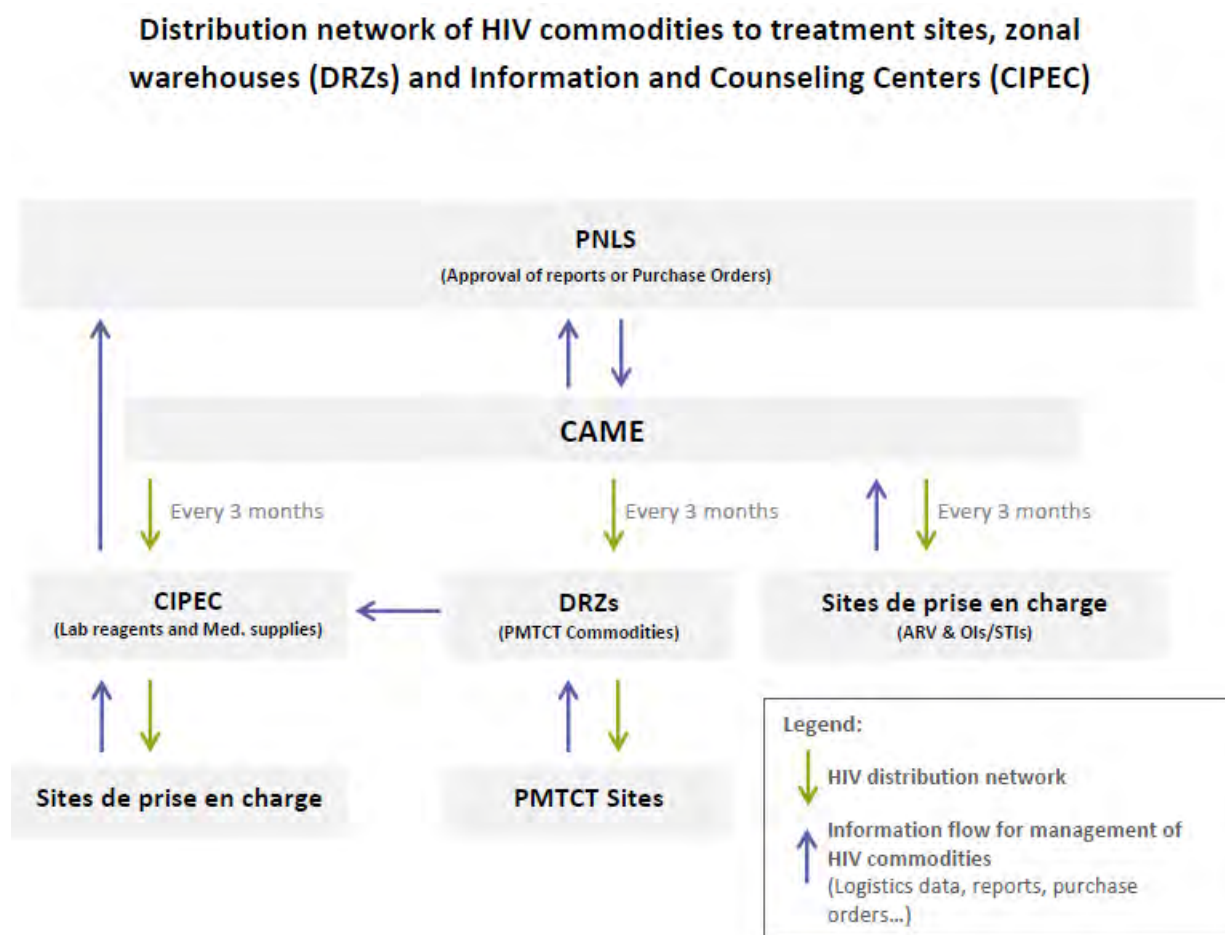 Distribution network of HIV commodities to treatment sites, zonal
warehouses (DRZs) and Information and Counseling Centers (CIPEC)
PNLS
(Approval of reports or Purchase Orders)
CAME
Every 3 months
Every 3 months
Every 3 months
CIPEC
(Lab reagents and Med. supplies)
DRZs
(PMTCT Commodities)
Sites de prise en charge
(ARV & OIs/STIs)
Sites de prise en charge
PMTCT Sites
Legend:
HIV distribution network
Information flow for management of
HIV commodities
(Logistics data, reports, purchase
orders...)